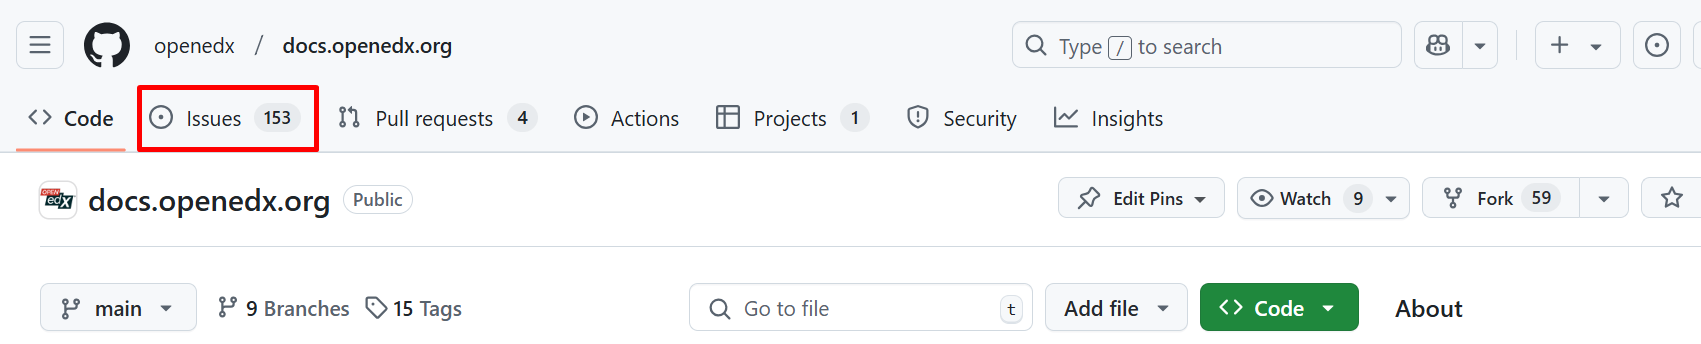 openedx / docs.openedx.org Type / to search
Code Issues 153 Pull requests 4 Actions Projects 1 Security Insights
OPEN edX docs.openedx.org Public Edit Pins Watch 9 Fork 59
main 9 Branches 15 Tags Go to file t Add file Code About